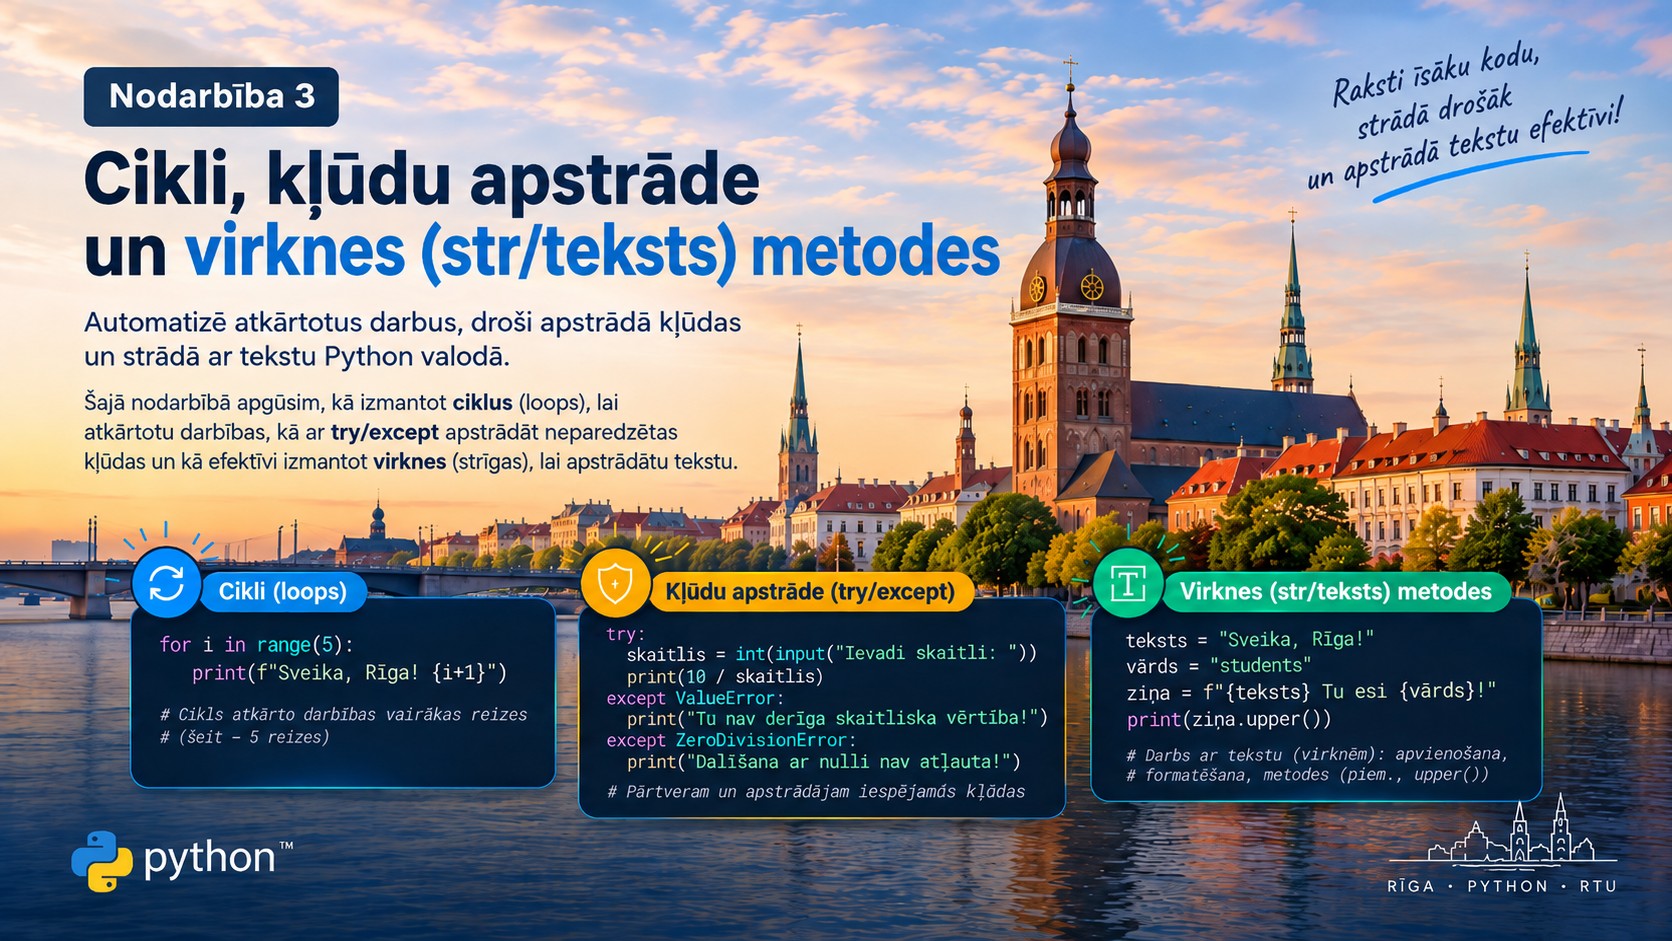 Nodarbība 3
Raksti īsāku kodu,
strādā drošāk
un apstrādā tekstu efektīvi!
Cikli, kļūdu apstrāde
un virknes (str/teksts) metodes
Automatizē atkārtotus darbus, droši apstrādā kļūdas
un strādā ar tekstu Python valodā.
Šajā nodarbībā apgūsim, kā izmantot ciklus (loops), lai
atkārtotu darbības, kā ar try/except apstrādāt neparedzētas
kļūdas un kā efektīvi izmantot virknes (strīgas), lai apstrādātu tekstu.
Cikli (loops)
for i in range(5):
print(f"Sveika, Rīga! {i+1}")
# Cikls atkārto darbības vairākas reizes
# (šeit – 5 reizes)
Kļūdu apstrāde (try/except)
try:
skaitlis = int(input("Ievadi skaitli: "))
print(10 / skaitlis)
except ValueError:
print("Tu nav derīga skaitliska vērtība!")
except ZeroDivisionError:
print("Dalīšana ar nulli nav atļauta!")
# Pārtveram un apstrādājam iespējamás kļādas
Virknes (str/teksts) metodes
teksts = "Sveika, Rīga!"
vārds = "students"
ziņa = f"{teksts} Tu esi {vārds}!"
print(ziņa.upper())
# Darbs ar tekstu (virknēm): apvienošana,
# formatēšana, metodes (piem., upper())
python™
RĪGA • PYTHON • RTU